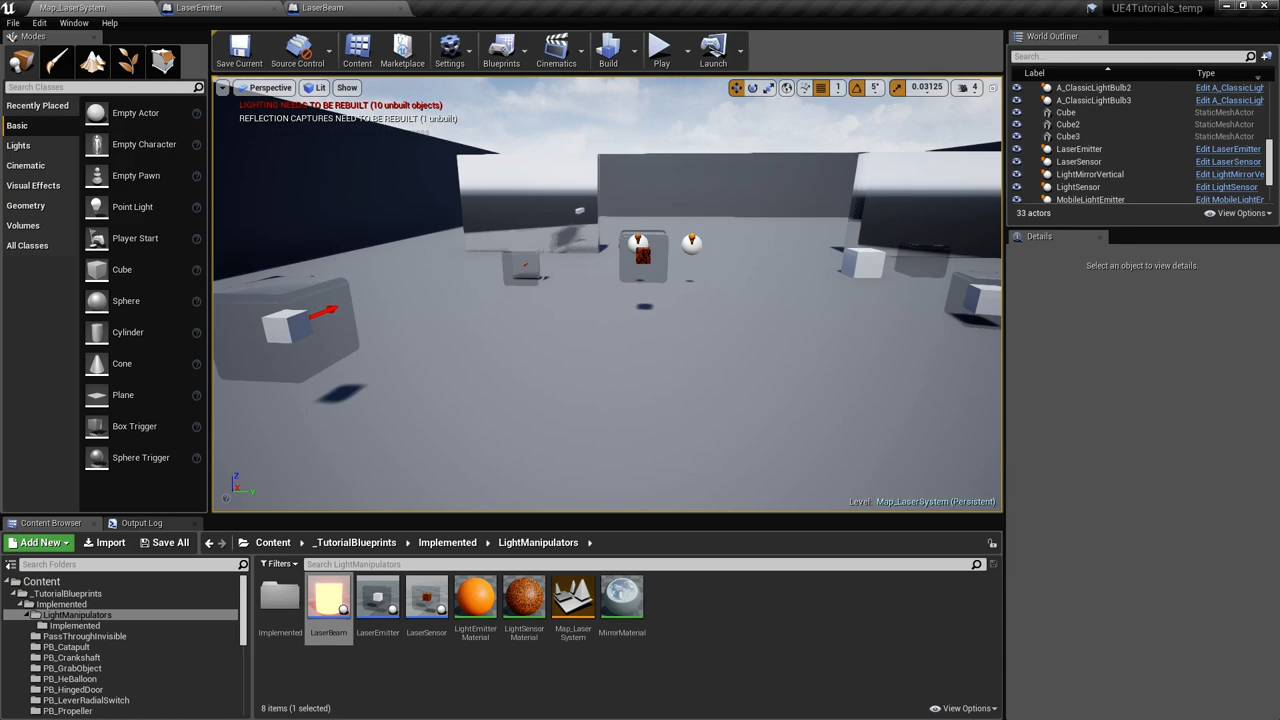 Map_LaserSystem
LaserEmitter
LaserBeam
UE4Tutorials_temp
File
Edit
Window
Help
Modes
Search Classes
Recently Placed
Basic
Lights
Cinematic
Visual Effects
Geometry
Volumes
All Classes
Empty Actor
Empty Character
Empty Pawn
Point Light
Player Start
Cube
Sphere
Cylinder
Cone
Plane
Box Trigger
Sphere Trigger
Save Current
Source Control
Content
Marketplace
Settings
Blueprints
Cinematics
Build
Play
Launch
Perspective
Lit
Show
1
5°
0.03125
4
LIGHTING NEEDS TO BE REBUILT (10 unbuilt objects)
REFLECTION CAPTURES NEED TO BE REBUILT (1 unbuilt)
Z
Y
Level: Map_LaserSystem (Persistent)
World Outliner
Search...
Label Type
A_ClassicLightBulb2 Edit A_ClassicLigh
A_ClassicLightBulb3 Edit A_ClassicLigh
Cube StaticMeshActor
Cube2 StaticMeshActor
Cube3 StaticMeshActor
LaserEmitter Edit LaserEmitter
LaserSensor Edit LaserSensor
LightMirrorVertical Edit LightMirrorVe
LightSensor Edit LightSensor
MobileLightEmitter Edit MobileLightEr
33 actors
View Options
Details
Select an object to view details.
Content Browser
Output Log
Add New
Import
Save All
Content
_TutorialBlueprints
Implemented
LightManipulators
Search Folders
Filters
Search LightManipulators
Content
_TutorialBlueprints
Implemented
LightManipulators
Implemented
PassThroughInvisible
PB_Catapult
PB_Crankshaft
PB_GrabObject
PB_HeBalloon
PB_HingedDoor
PB_LeverRadialSwitch
PB_Propeller
Implemented
LaserBeam
LaserEmitter
LaserSensor
LightEmitter
Material
LightSensor
Material
Map_Laser
System
MirrorMaterial
8 items (1 selected)
View Options